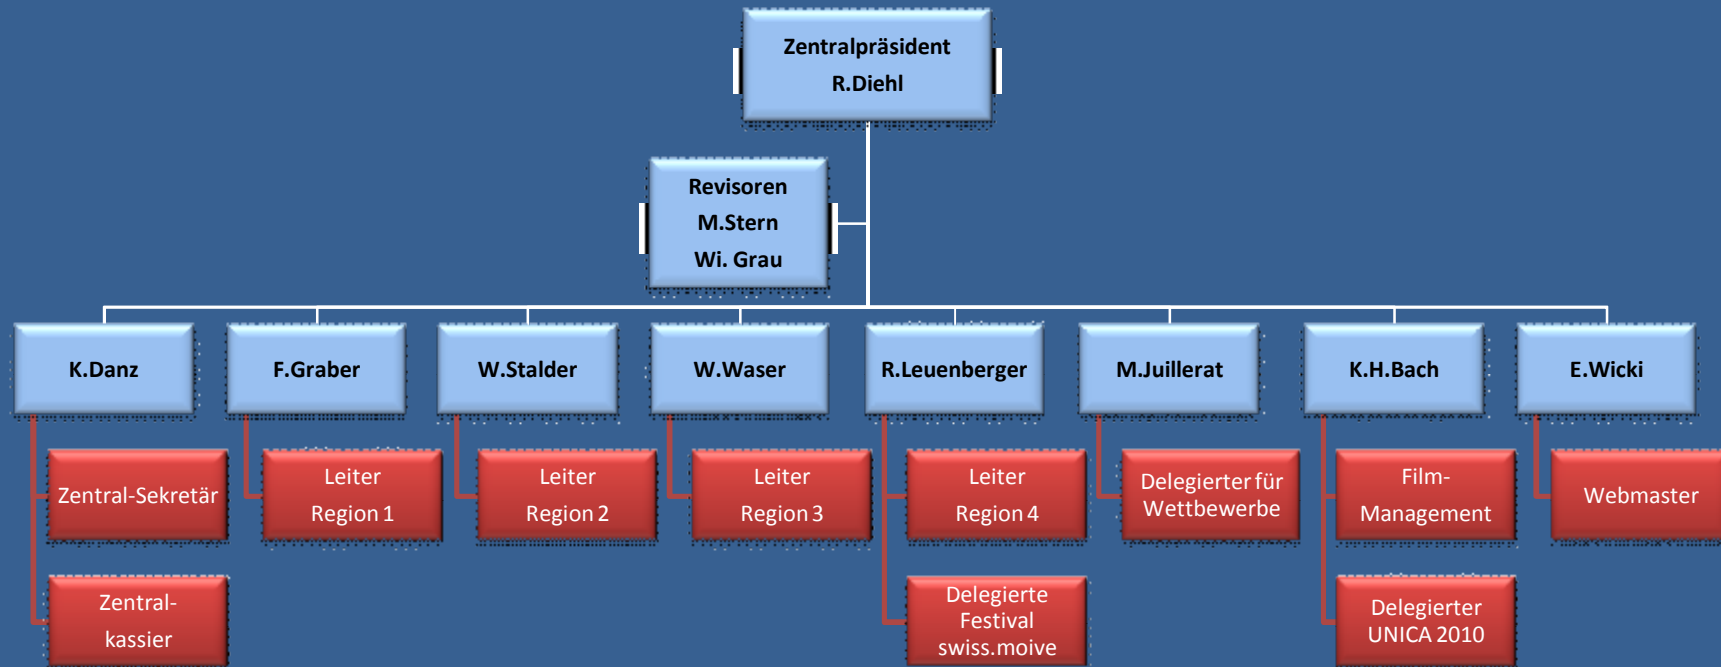 Zentralpräsident
R.Diehl
Revisoren
M.Stern
Wi. Grau
K.Danz
F.Graber
W.Stalder
W.Waser
R.Leuenberger
M.Juillerat
K.H.Bach
E.Wicki
Zentral-Sekretär
Leiter
Region 1
Leiter
Region 2
Leiter
Region 3
Leiter
Region 4
Delegierter für
Wettbewerbe
Film-
Management
Webmaster
Zentral-
kassier
Delegierte
Festival
swiss.moive
Delegierter
UNICA 2010